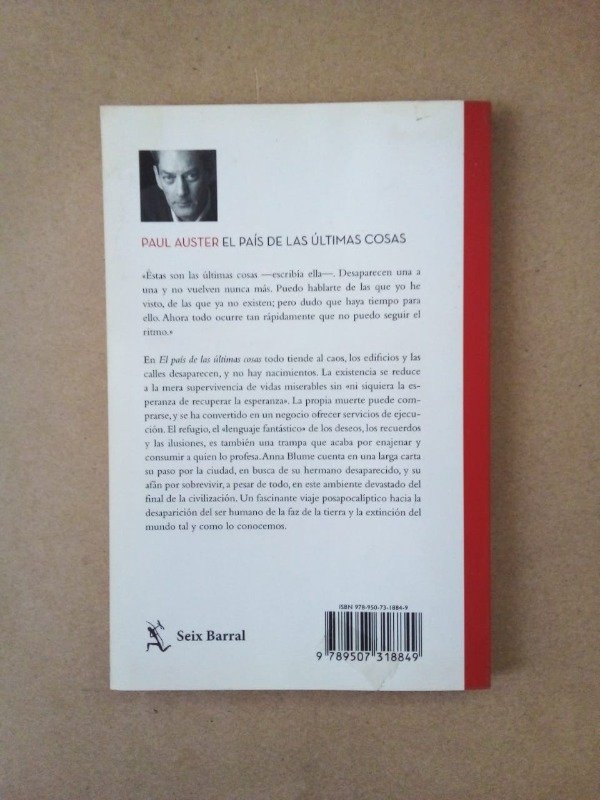 PAUL AUSTER EL PAÍS DE LAS ÚLTIMAS COSAS
«Éstas son las últimas cosas —escribía ella—. Desaparecen una a
una y no vuelven nunca más. Puedo hablarte de las que yo he
visto, de las que ya no existen; pero dudo que haya tiempo para
ello. Ahora todo ocurre tan rápidamente que no puedo seguir el
ritmo.»
En El país de las últimas cosas todo tiende al caos, los edificios y las
calles desaparecen, y no hay nacimientos. La existencia se reduce
a la mera supervivencia de vidas miserables sin «ni siquiera la es-
peranza de recuperar la esperanza». La propia muerte puede com-
prarse, y se ha convertido en un negocio ofrecer servicios de ejecu-
ción. El refugio, el «lenguaje fantástico» de los deseos, los recuerdos
y las ilusiones, es también una trampa que acaba por enajenar y
consumir a quien lo profesa. Anna Blume cuenta en una larga carta
su paso por la ciudad, en busca de su hermano desaparecido, y su
afán por sobrevivir, a pesar de todo, en este ambiente devastado del
final de la civilización. Un fascinante viaje posapocalíptico hacia la
desaparición del ser humano de la faz de la tierra y la extinción del
mundo tal y como lo conocemos.
Seix Barral
ISBN 978-950-73-1884-9
9 789507 318849